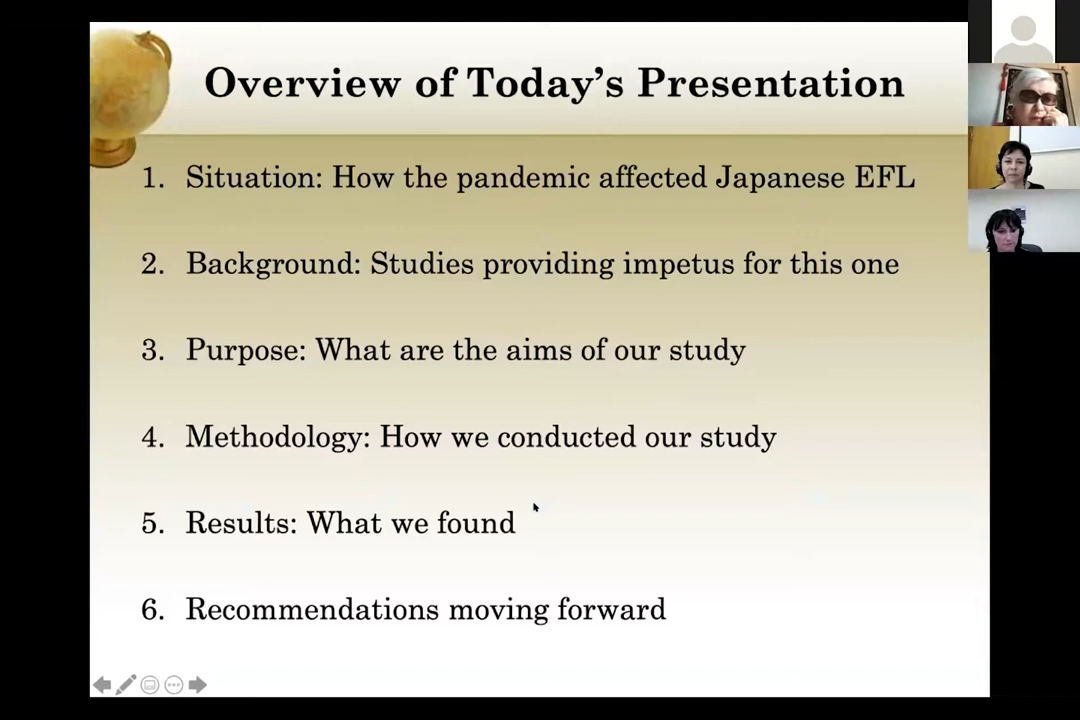 Overview of Today’s Presentation
1. Situation: How the pandemic affected Japanese EFL
2. Background: Studies providing impetus for this one
3. Purpose: What are the aims of our study
4. Methodology: How we conducted our study
5. Results: What we found
6. Recommendations moving forward